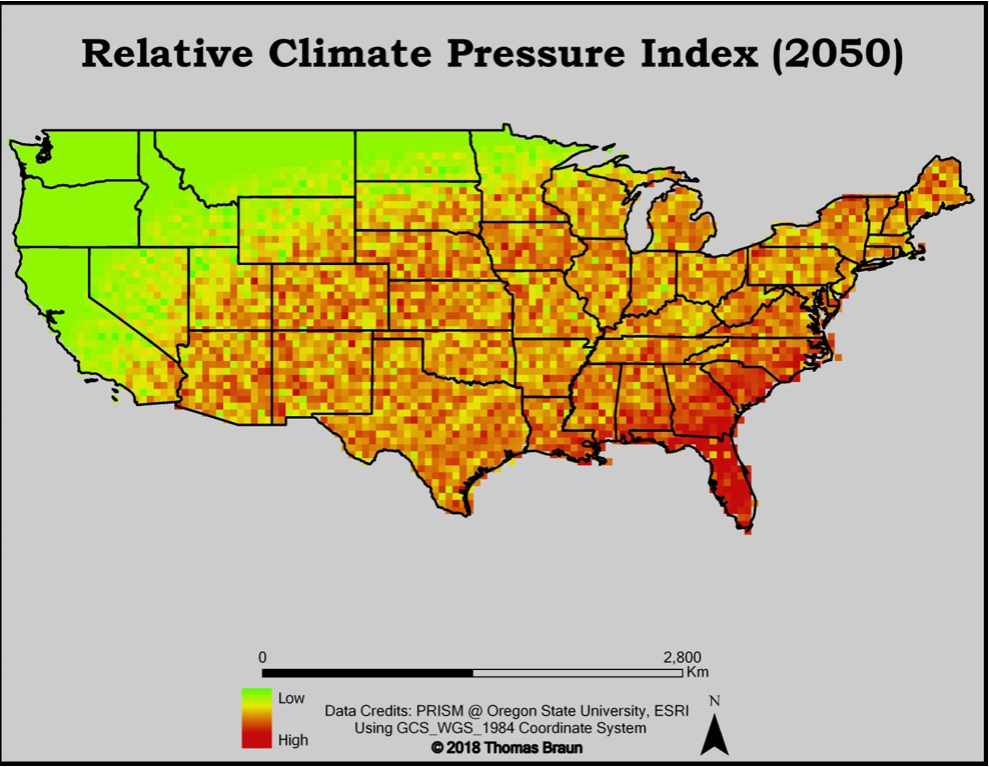 Relative Climate Pressure Index (2050)
0
2,800
Km
Low
High
Data Credits: PRISM @ Oregon State University, ESRI
Using GCS_WGS_1984 Coordinate System
© 2018 Thomas Braun
N